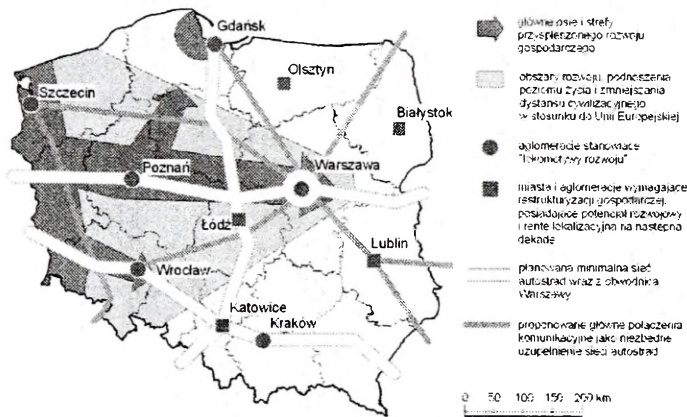 Gdańsk
Olsztyn
Szczecin
Białystok
Poznań
Warszawa
Łódź
Lublin
Wrocław
Katowice
Kraków
główne osie i strefy
przyspieszonego rozwoju
gospodarczego
obszary rozwoju, podnoszenia
poziomu życia i zmniejszania
dystansu cywilizacyjnego
w stosunku do Unii Europejskiej
aglomeracje stanowiące
"lokomotywy rozwoju"
miasta i aglomeracje wymagające
restrukturyzacji gospodarczej,
posiadające potencjał rozwojowy
i rentę lokalizacyjną na następną
dekadę
planowana minimalna sieć
autostrad wraz z obwodnicą
Warszawy
proponowane główne połączenia
komunikacyjne jako niezbędne
uzupełnienie sieci autostrad
0 50 100 150 200 km